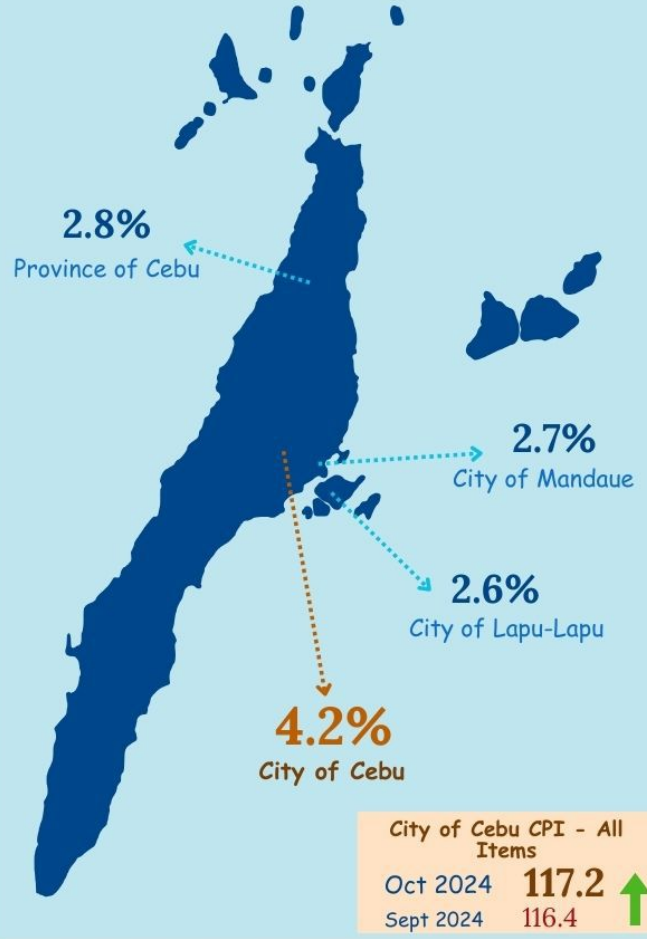 2.8%
Province of Cebu
2.7%
City of Mandaue
2.6%
City of Lapu-Lapu
4.2%
City of Cebu
City of Cebu CPI - All
Items
Oct 2024 117.2
Sept 2024 116.4